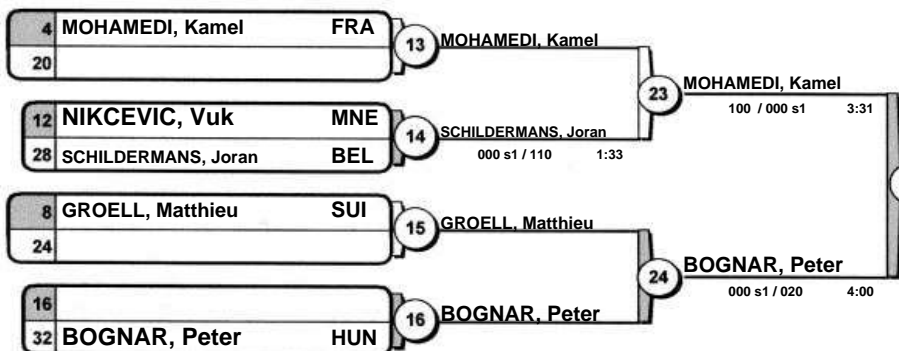 4 MOHAMEDI, Kamel FRA
20
13
MOHAMEDI, Kamel
12 NIKCEVIC, Vuk MNE
28 SCHILDERMANS, Joran BEL
14
SCHILDERMANS, Joran
000 s1 / 110 1:33
23
MOHAMEDI, Kamel
100 / 000 s1 3:31
8 GROELL, Matthieu SUI
24
15
GROELL, Matthieu
16
32 BOGNAR, Peter HUN
16
BOGNAR, Peter
24
BOGNAR, Peter
000 s1 / 020 4:00